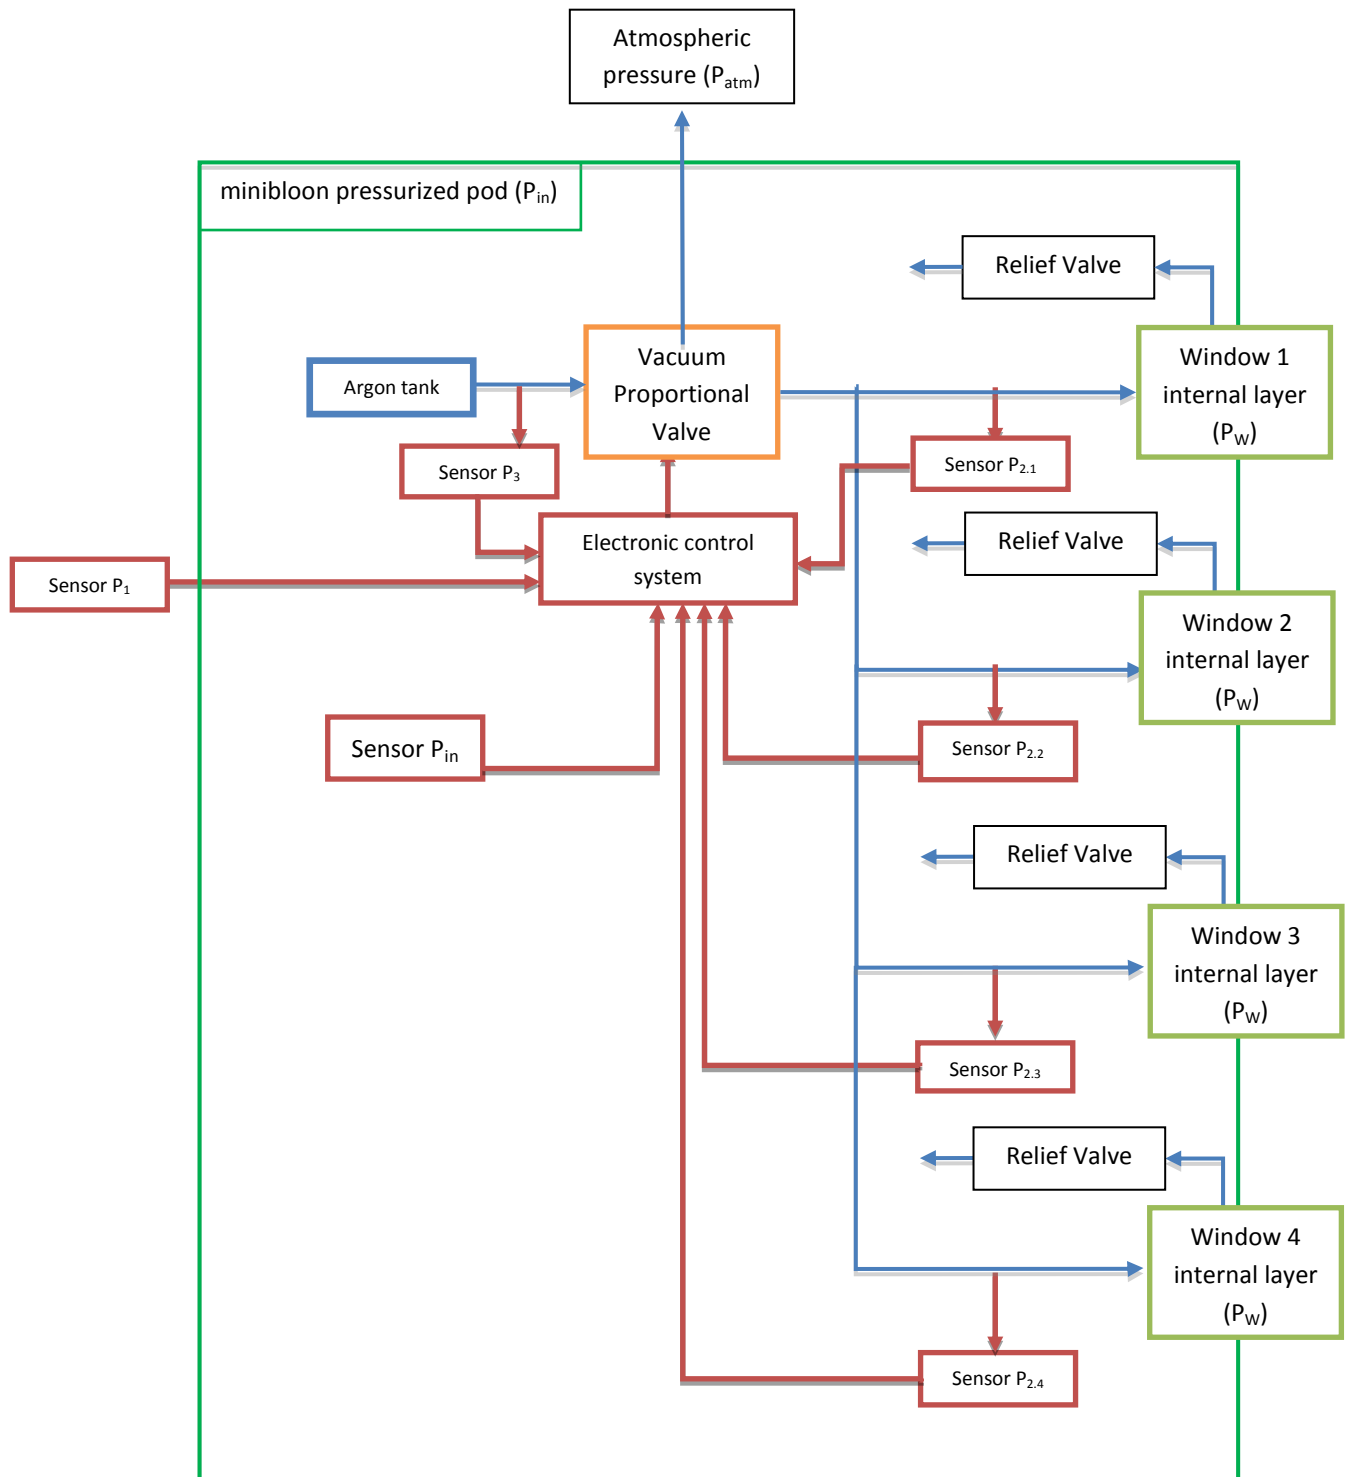 Atmospheric
pressure (Patm)
minibloon pressurized pod (Pin)
Relief Valve
Vacuum
Proportional
Valve
Window 1
internal layer
(PW)
Argon tank
Sensor P3
Sensor P2.1
Electronic control
system
Relief Valve
Sensor P1
Window 2
internal layer
(PW)
Sensor Pin
Sensor P2.2
Relief Valve
Window 3
internal layer
(PW)
Sensor P2.3
Relief Valve
Window 4
internal layer
(PW)
Sensor P2.4